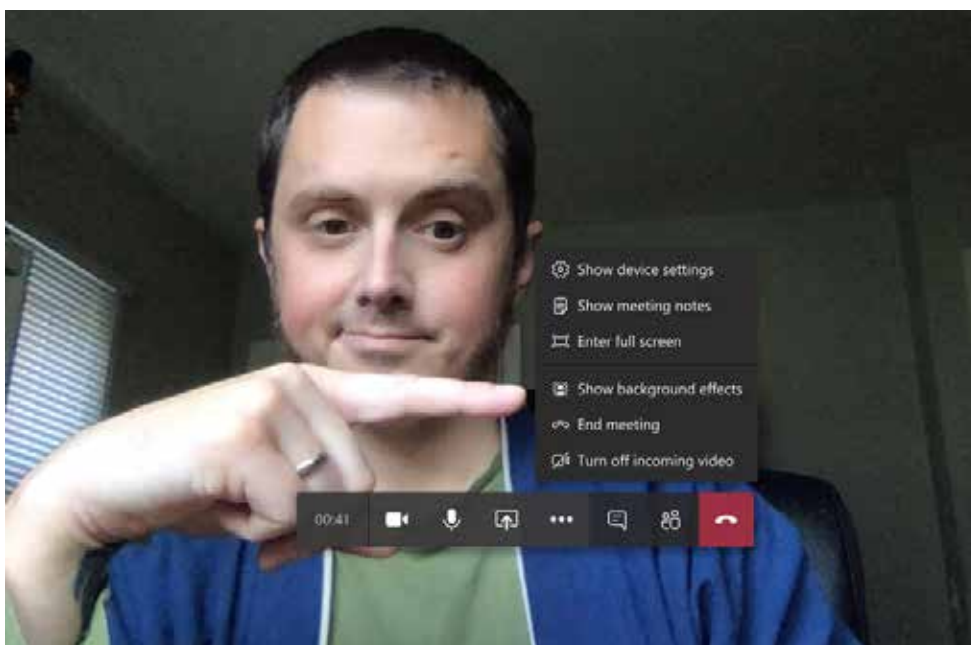 Show device settings
Show meeting notes
Enter full screen
Show background effects
End meeting
Turn off incoming video
00:41